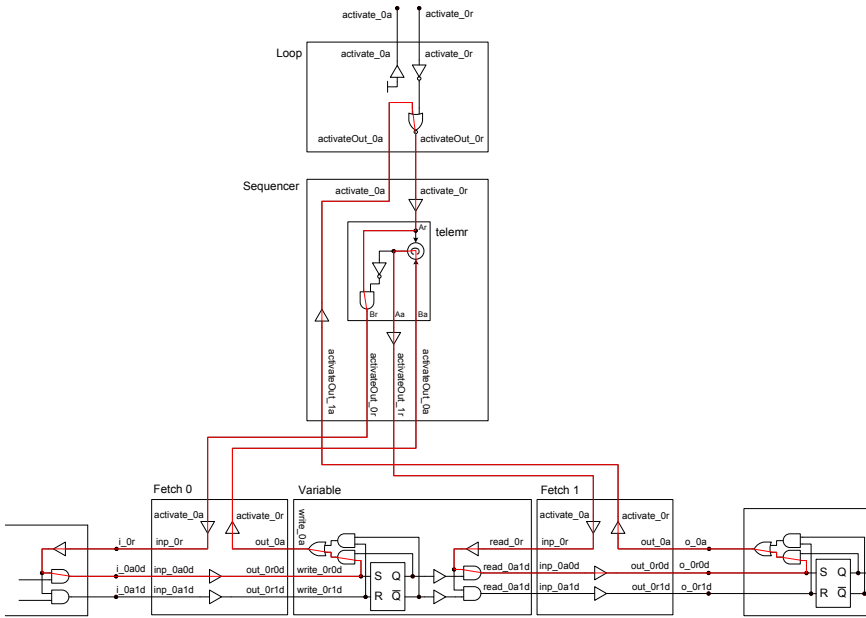 activate_0a
activate_0r
Loop
activate_0a
activate_0r
activateOut_0a
activateOut_0r
Sequencer
activate_0a
activate_0r
Ar
telemr
C
Br
Aa
Ba
activateOut_1a
activateOut_0r
activateOut_1r
activateOut_0a
Fetch 0
Variable
Fetch 1
activate_0a
activate_0r
write_0a
activate_0a
activate_0r
i_0r
inp_0r
out_0a
read_0r
inp_0r
out_0a
o_0a
i_0a0d
inp_0a0d
out_0r0d
write_0r0d
S
Q
read_0a1d
inp_0a0d
out_0r0d
o_0r0d
S
Q
i_0a1d
inp_0a1d
out_0r1d
write_0r1d
R
Q
read_0a1d
inp_0a1d
out_0r1d
o_0r1d
R
Q